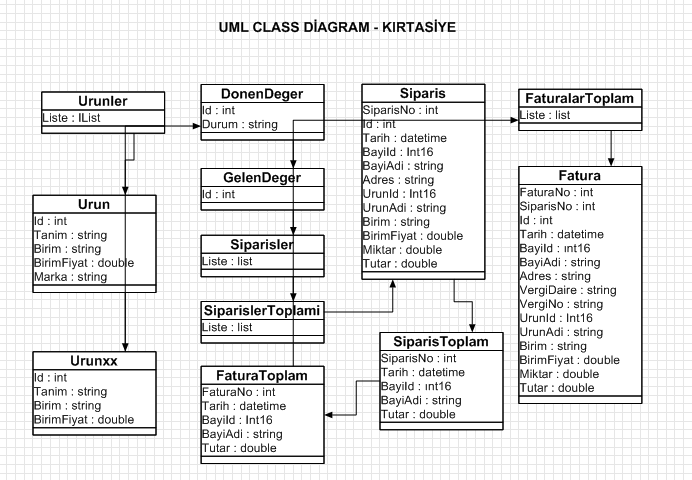 UML CLASS DİAGRAM - KIRTASİYE
Urunler
Liste : IList
Urun
Id : int
Tanim : string
Birim : string
BirimFiyat : double
Marka : string
Urunxx
Id : int
Tanim : string
Birim : string
BirimFiyat : double
DonenDeger
Id : int
Durum : string
GelenDeger
Id : int
Siparisler
Liste : list
SiparislerToplami
Liste : list
FaturaToplam
FaturaNo : int
Tarih : datetime
BayiId : Int16
BayiAdi : string
Tutar : double
Siparis
SiparisNo : int
Id : int
Tarih : datetime
BayiId : Int16
BayiAdi : string
Adres : string
UrunId : Int16
UrunAdi : string
Birim : string
BirimFiyat : double
Miktar : double
Tutar : double
SiparisToplam
SiparisNo : int
Tarih : datetime
BayiId : ınt16
BayiAdi : string
Tutar : double
FaturalarToplam
Liste : list
Fatura
FaturaNo : int
SiparisNo : int
Id : int
Tarih : datetime
BayiId : ınt16
BayiAdi : string
Adres : string
VergiDaire : string
VergiNo : string
UrunId : Int16
UrunAdi : string
Birim : string
BirimFiyat : double
Miktar : double
Tutar : double